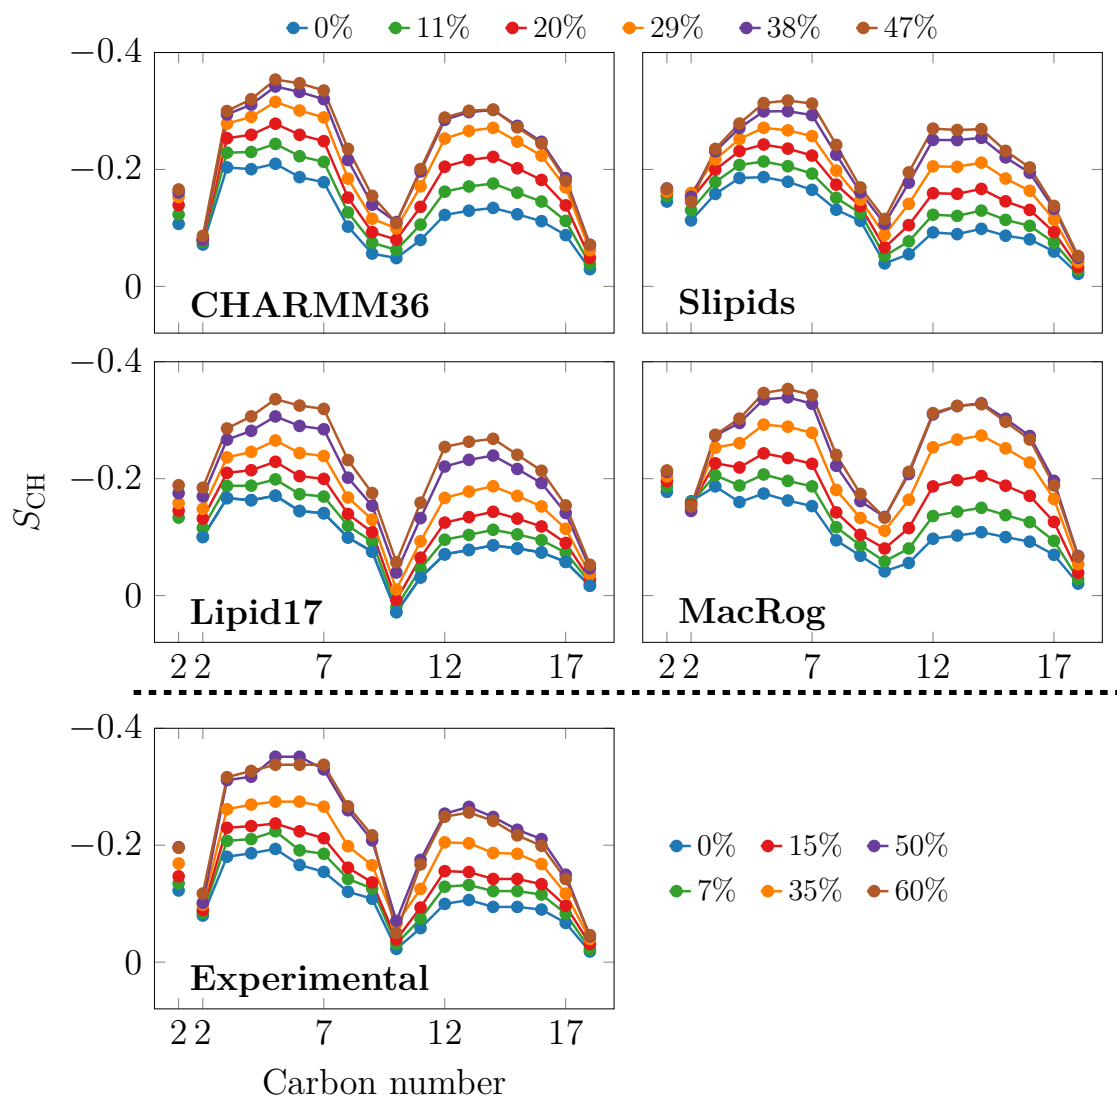 0% 11% 20% 29% 38% 47%
−0.4
−0.2
0
CHARMM36
Slipids
−0.4
−0.2
0
Lipid17
MacRog
2 2 7 12 17
2 2 7 12 17
S_CH
−0.4
−0.2
0
Experimental
0% 15% 50%
7% 35% 60%
2 2 7 12 17
Carbon number